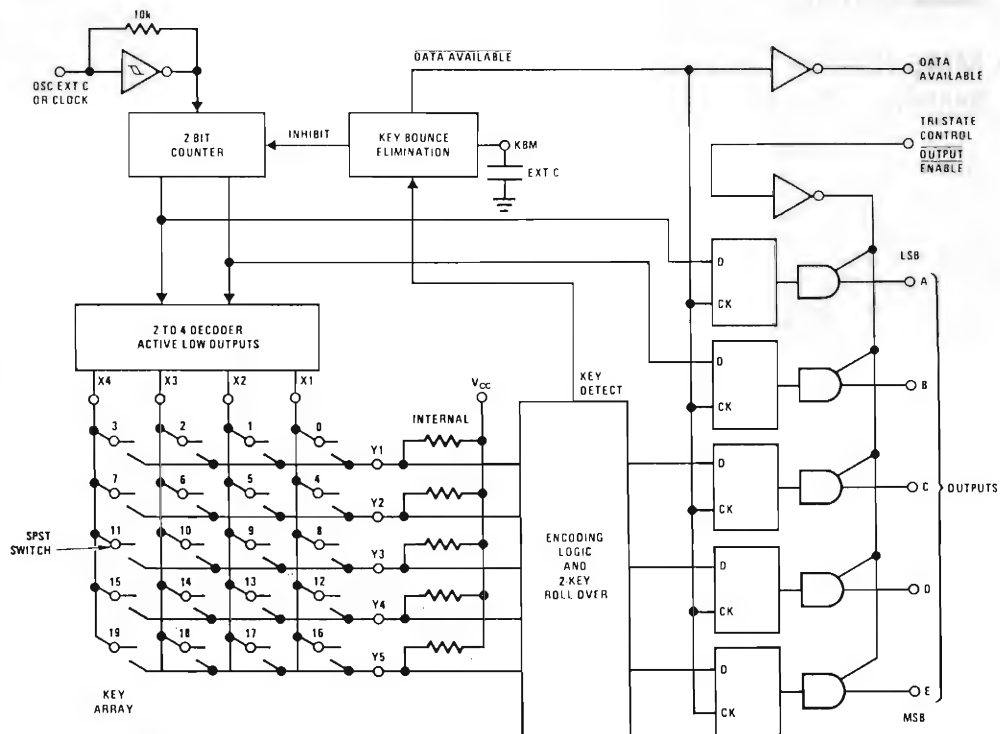 10k
OSC EXT C
OR CLOCK
DATA AVAILABLE
DATA
AVAILABLE
2 BIT
COUNTER
INHIBIT
KEY BOUNCE
ELIMINATION
KBM
EXT C
TRI STATE
CONTROL
OUTPUT
ENABLE
2 TO 4 DECODER
ACTIVE LOW OUTPUTS
X4
X3
X2
X1
VCC
INTERNAL
KEY
DETECT
3
2
1
0
Y1
7
6
5
4
Y2
11
10
9
8
Y3
SPST
SWITCH
15
14
13
12
Y4
19
18
17
16
Y5
KEY
ARRAY
ENCODING
LOGIC
AND
2-KEY
ROLL OVER
D
CK
LSB
A
D
CK
B
D
CK
C
OUTPUTS
D
CK
D
D
CK
E
MSB